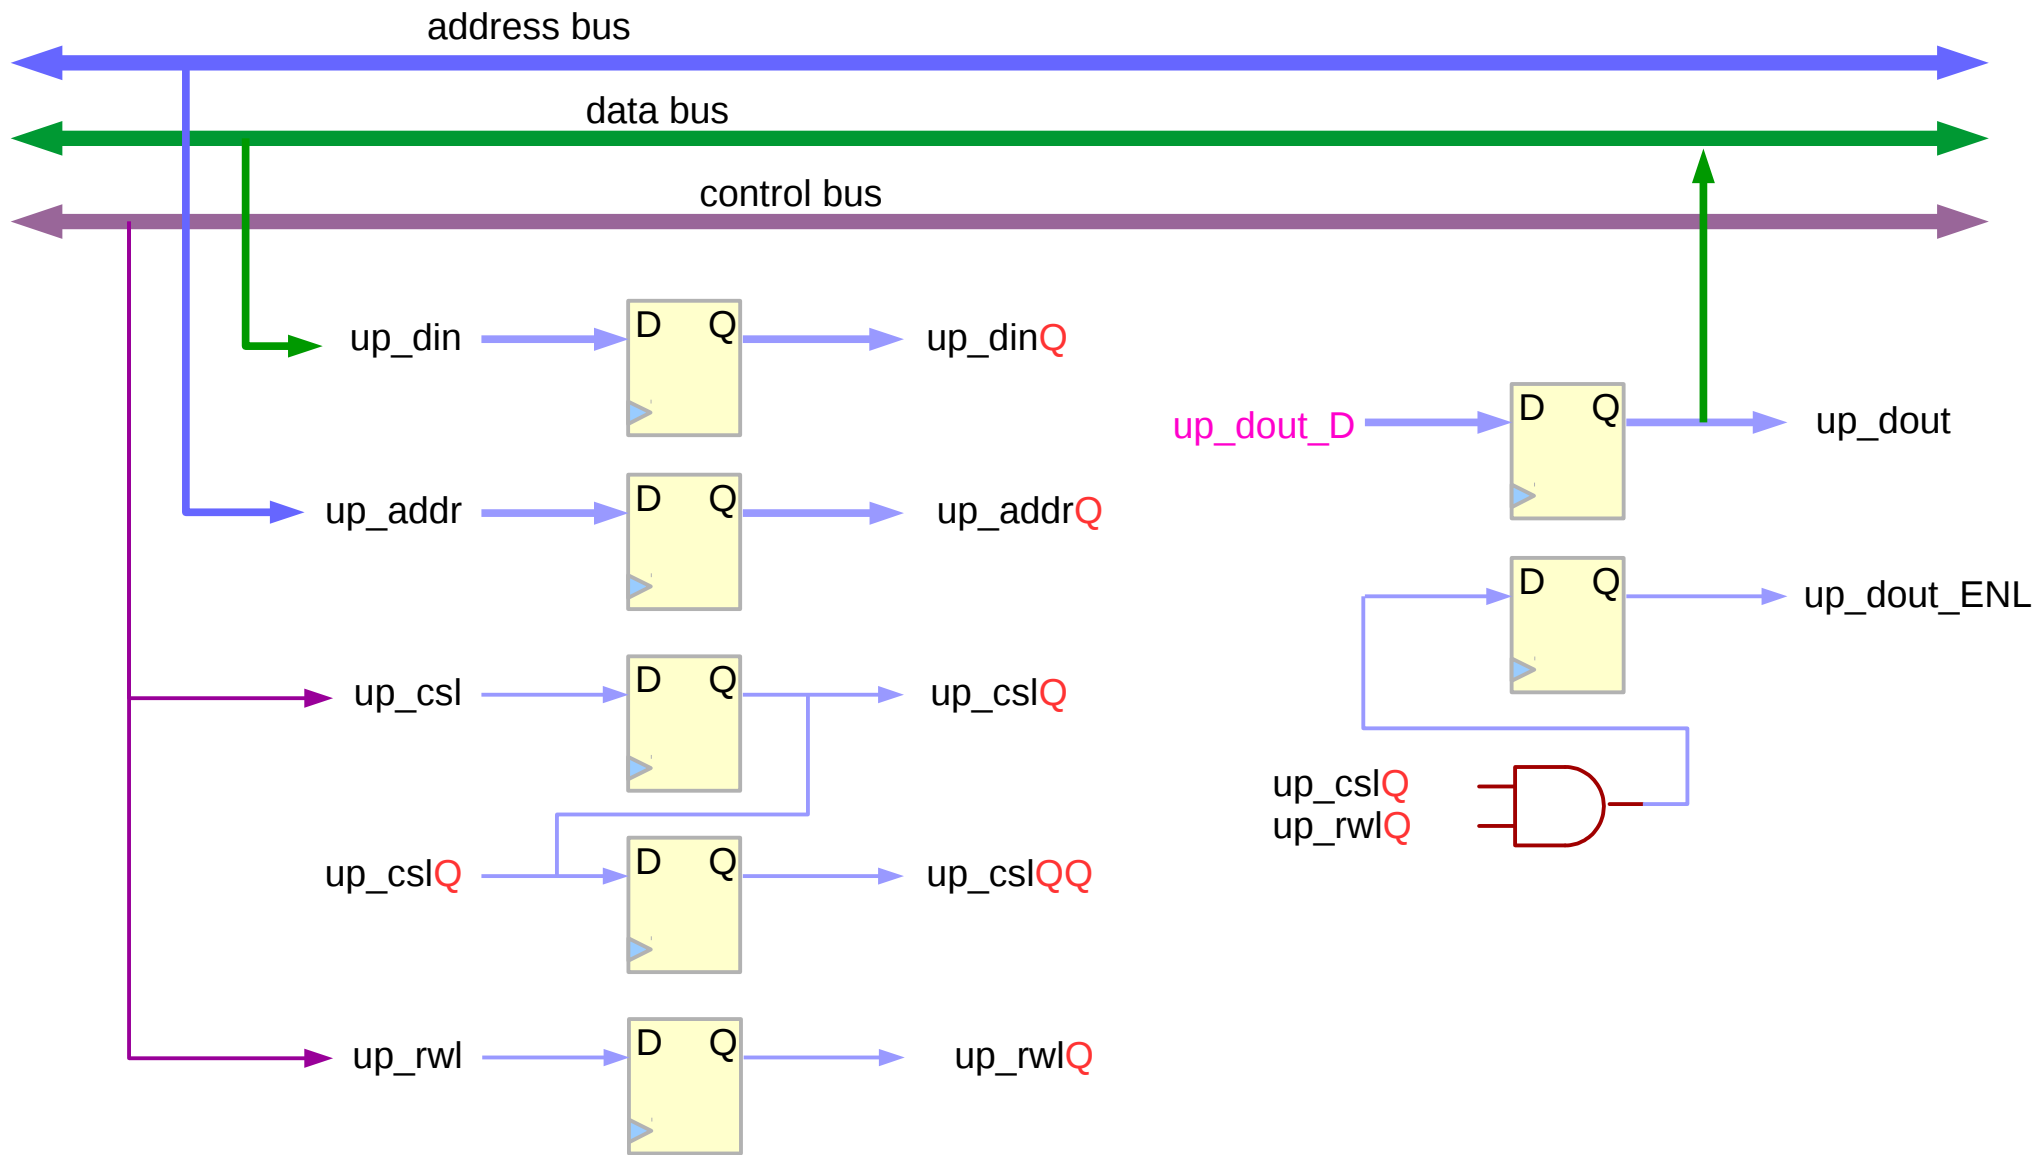 address bus
data bus
control bus
up_din
D Q
up_dinQ
up_dout_D
D Q
up_dout
up_addr
D Q
up_addrQ
D Q
up_dout_ENL
up_csl
D Q
up_cslQ
up_cslQ
up_rwlQ
up_cslQ
D Q
up_cslQQ
up_rwl
D Q
up_rwlQ